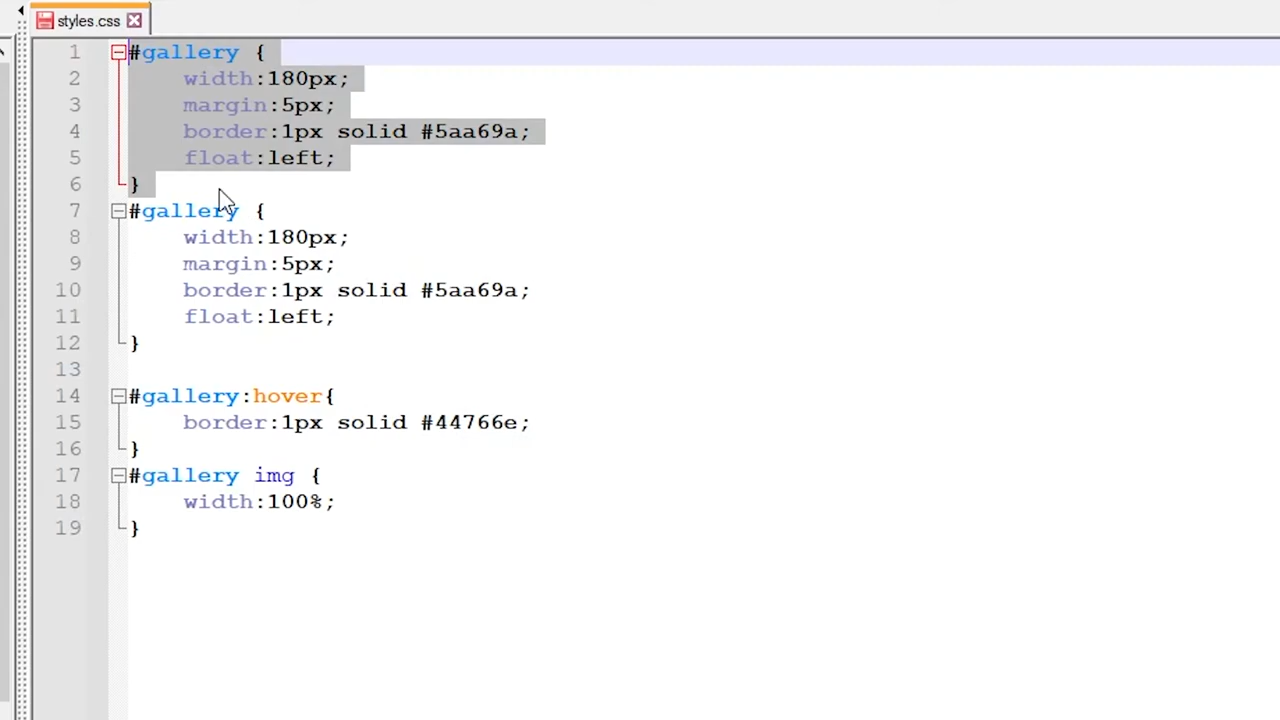 styles.css
1 #gallery {
2 width:180px;
3 margin:5px;
4 border:1px solid #5aa69a;
5 float:left;
6 }
7 #gallery {
8 width:180px;
9 margin:5px;
10 border:1px solid #5aa69a;
11 float:left;
12 }
13
14 #gallery:hover{
15 border:1px solid #44766e;
16 }
17 #gallery img {
18 width:100%;
19 }